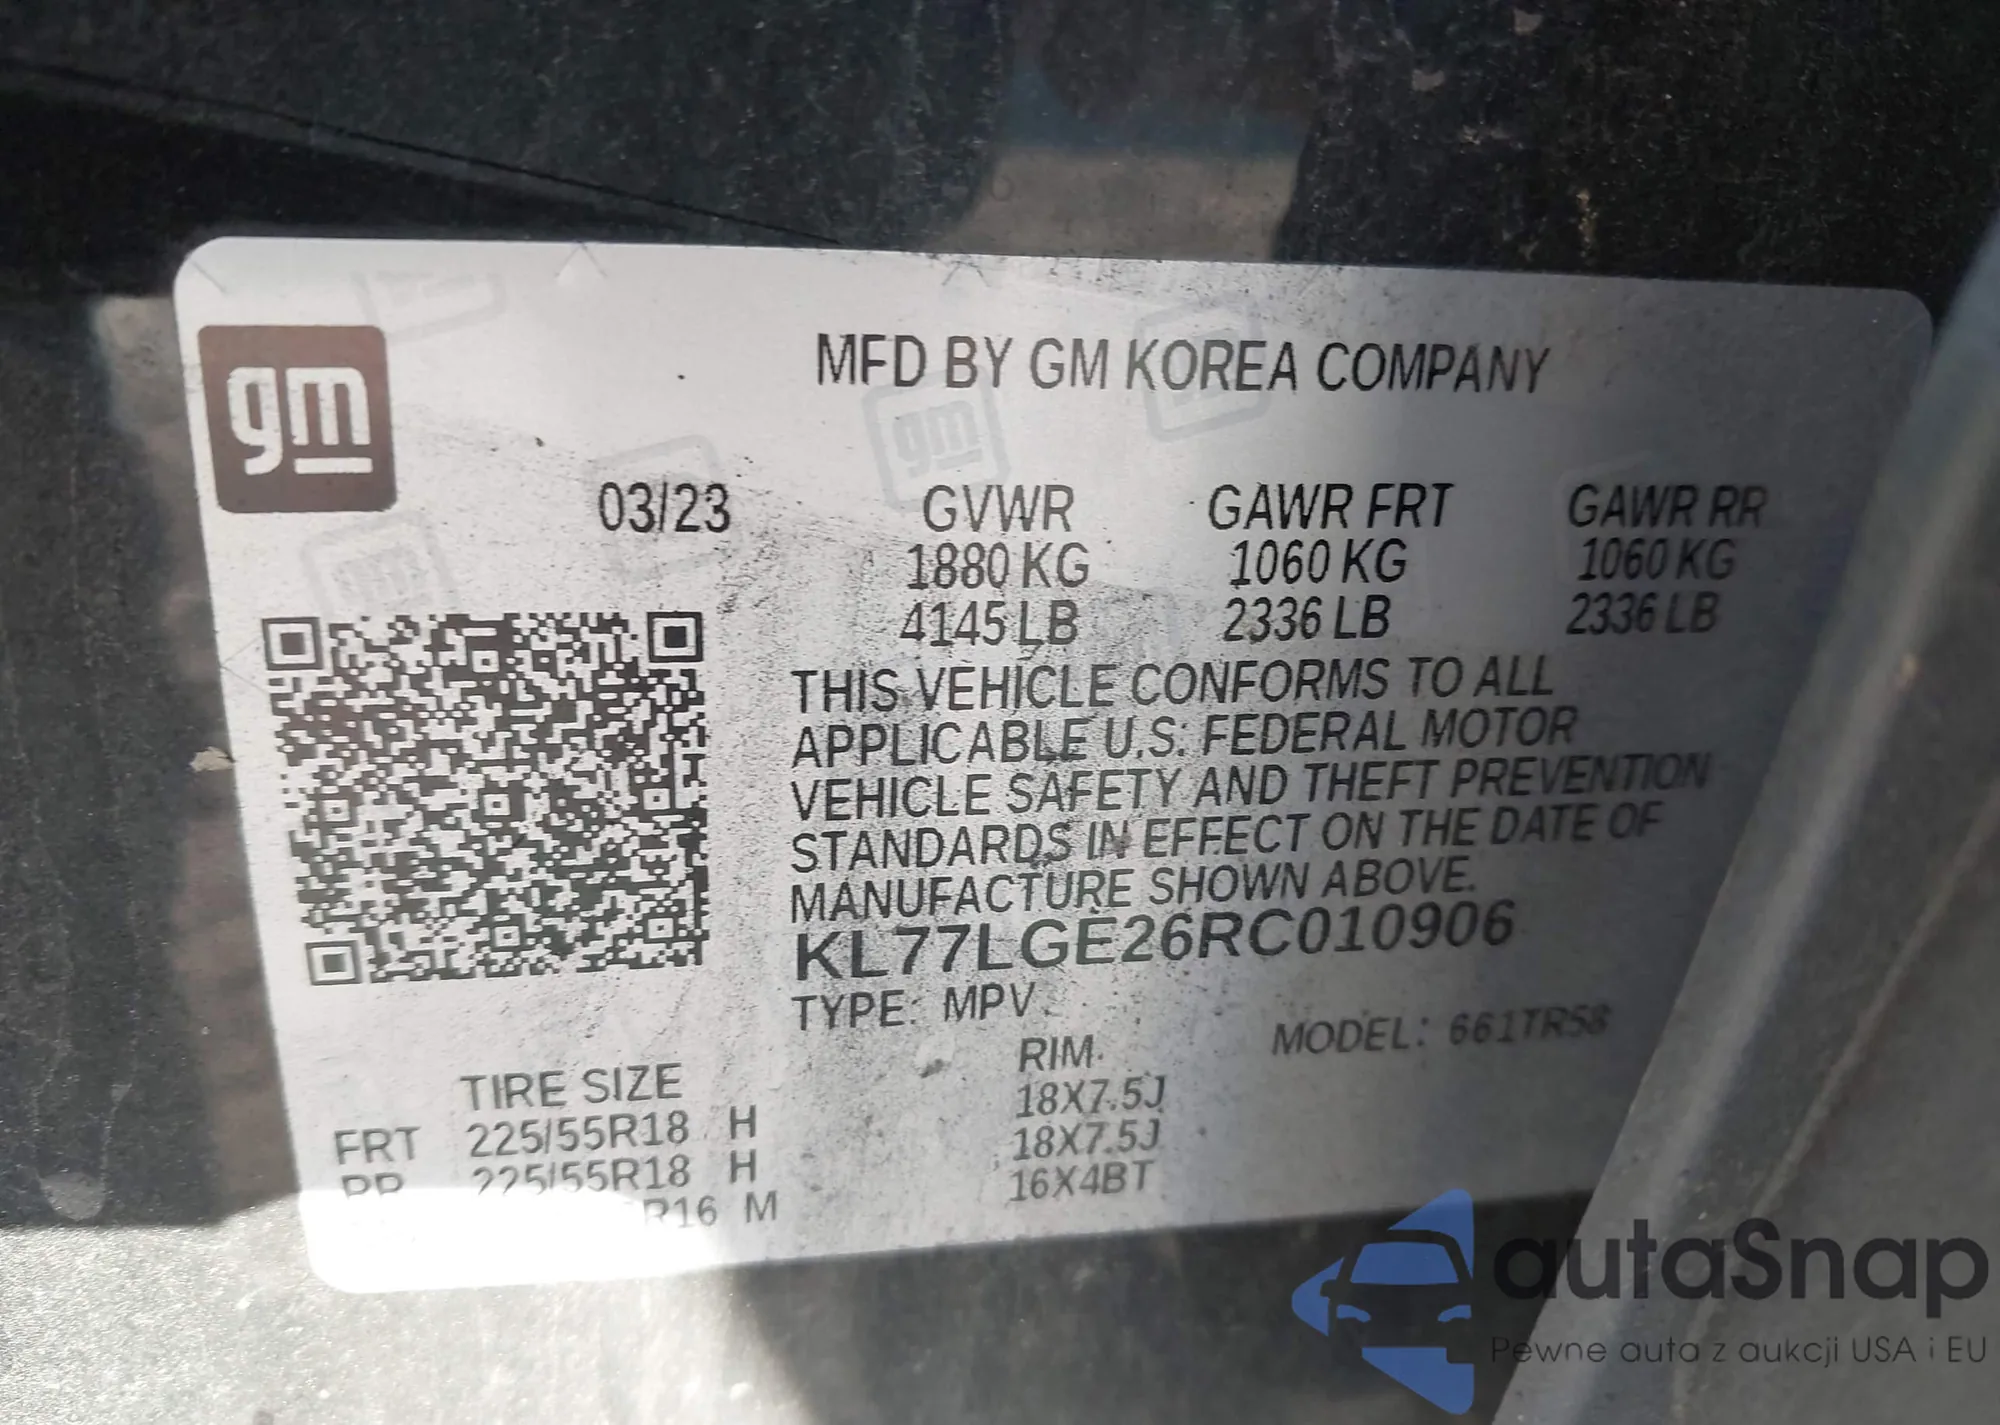 gm
MFD BY GM KOREA COMPANY
03/23 GVWR GAWR FRT GAWR RR
1880 KG 1060 KG 1060 KG
4145 LB 2336 LB 2336 LB
THIS VEHICLE CONFORMS TO ALL
APPLICABLE U.S. FEDERAL MOTOR
VEHICLE SAFETY AND THEFT PREVENTION
STANDARDS IN EFFECT ON THE DATE OF
MANUFACTURE SHOWN ABOVE.
KL77LGE26RC010906
TYPE: MPV MODEL: 661TR58
TIRE SIZE RIM
FRT 225/55R18 H 18X7.5J
RR 225/55R18 H 18X7.5J
R16 M 16X4BT
autaSnap
Pewne auta z aukcji USA i EU